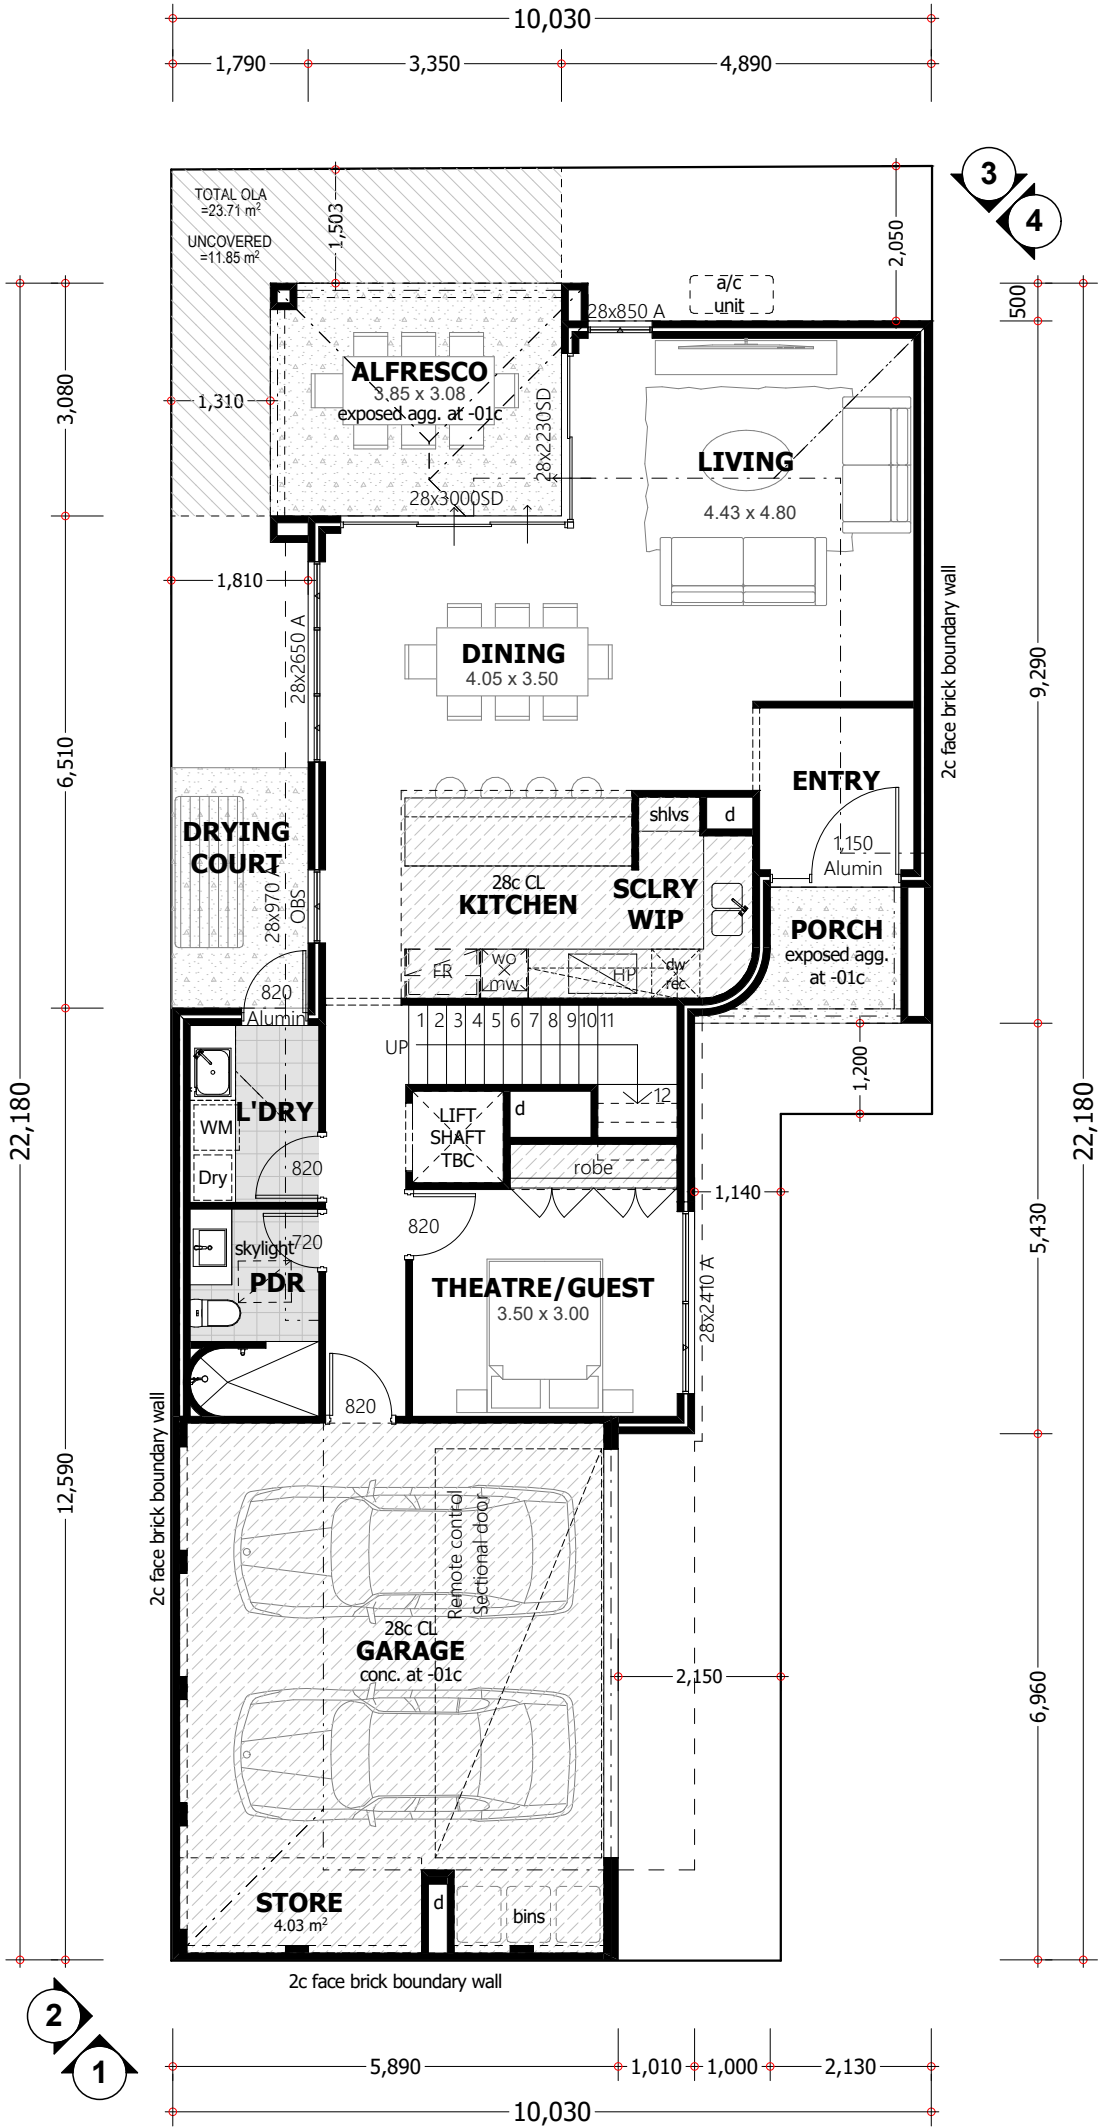 10,030
1,790
3,350
4,890
TOTAL OLA
=23.71 m²
UNCOVERED
=11.85 m²
1,503
2,050
3
4
a/c
unit
28x850 A
500
ALFRESCO
3.85 x 3.08
exposed agg. at -01c
1,310
3,080
28x2230SD
28x3000SD
LIVING
4.43 x 4.80
1,810
28x2650 A
DINING
4.05 x 3.50
2c face brick boundary wall
9,290
6,510
ENTRY
1,150
Alumin
shlvs
d
DRYING
COURT
28x970 A
OBS
28c CL
KITCHEN
SCLRY
WIP
PORCH
exposed agg.
at -01c
FR
wo
mw
HP
dw
rec
820
Alumin
1 2 3 4 5 6 7 8 9 10 11
UP
12
1,200
22,180
22,180
L'DRY
WM
Dry
820
LIFT
SHAFT
TBC
d
robe
1,140
820
720
skylight
PDR
THEATRE/GUEST
3.50 x 3.00
28x2410 A
5,430
820
2c face brick boundary wall
12,590
Remote control
Sectional door
28c CL
GARAGE
conc. at -01c
2,150
6,960
STORE
4.03 m²
d
bins
2c face brick boundary wall
2
1
5,890
1,010
1,000
2,130
10,030